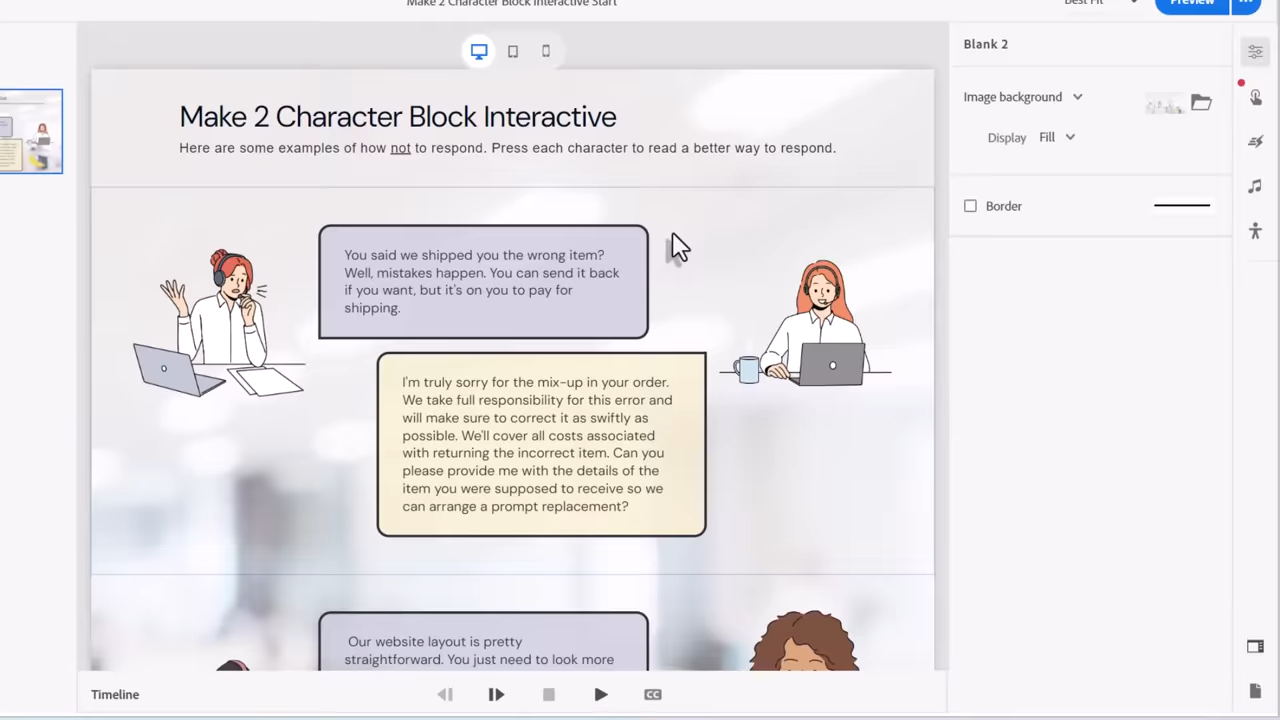 Make 2 Character Block Interactive Start
Best Fit
Preview
Blank 2
Image background
Display
Fill
Border
Make 2 Character Block Interactive
Here are some examples of how not to respond. Press each character to read a better way to respond.
You said we shipped you the wrong item?
Well, mistakes happen. You can send it back
if you want, but it's on you to pay for
shipping.
I'm truly sorry for the mix-up in your order.
We take full responsibility for this error and
will make sure to correct it as swiftly as
possible. We'll cover all costs associated
with returning the incorrect item. Can you
please provide me with the details of the
item you were supposed to receive so we
can arrange a prompt replacement?
Our website layout is pretty
straightforward. You just need to look more
Timeline
CC